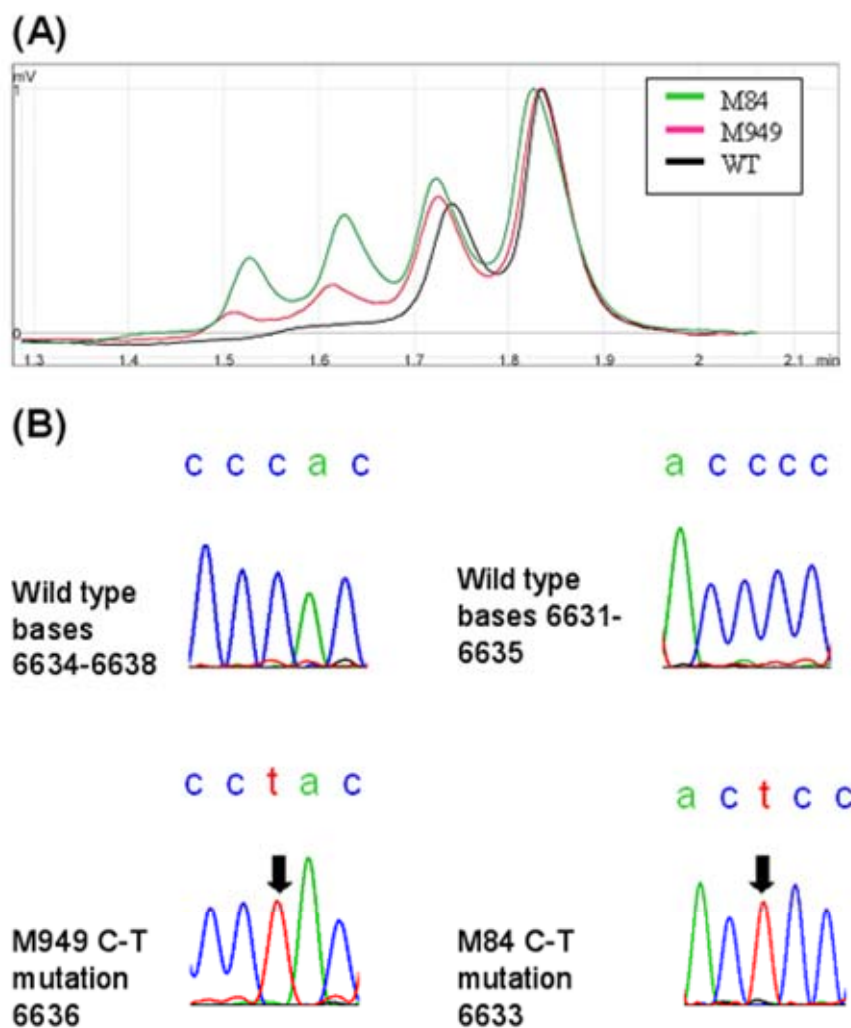 (A)
mV
1
M84
M949
WT
0
1.3 1.4 1.5 1.6 1.7 1.8 1.9 2 2.1 min
(B)
c c c a c
a c c c c
Wild type
bases
6634-6638
Wild type
bases 6631-
6635
c c t a c
a c t c c
M949 C-T
mutation
6636
M84 C-T
mutation
6633